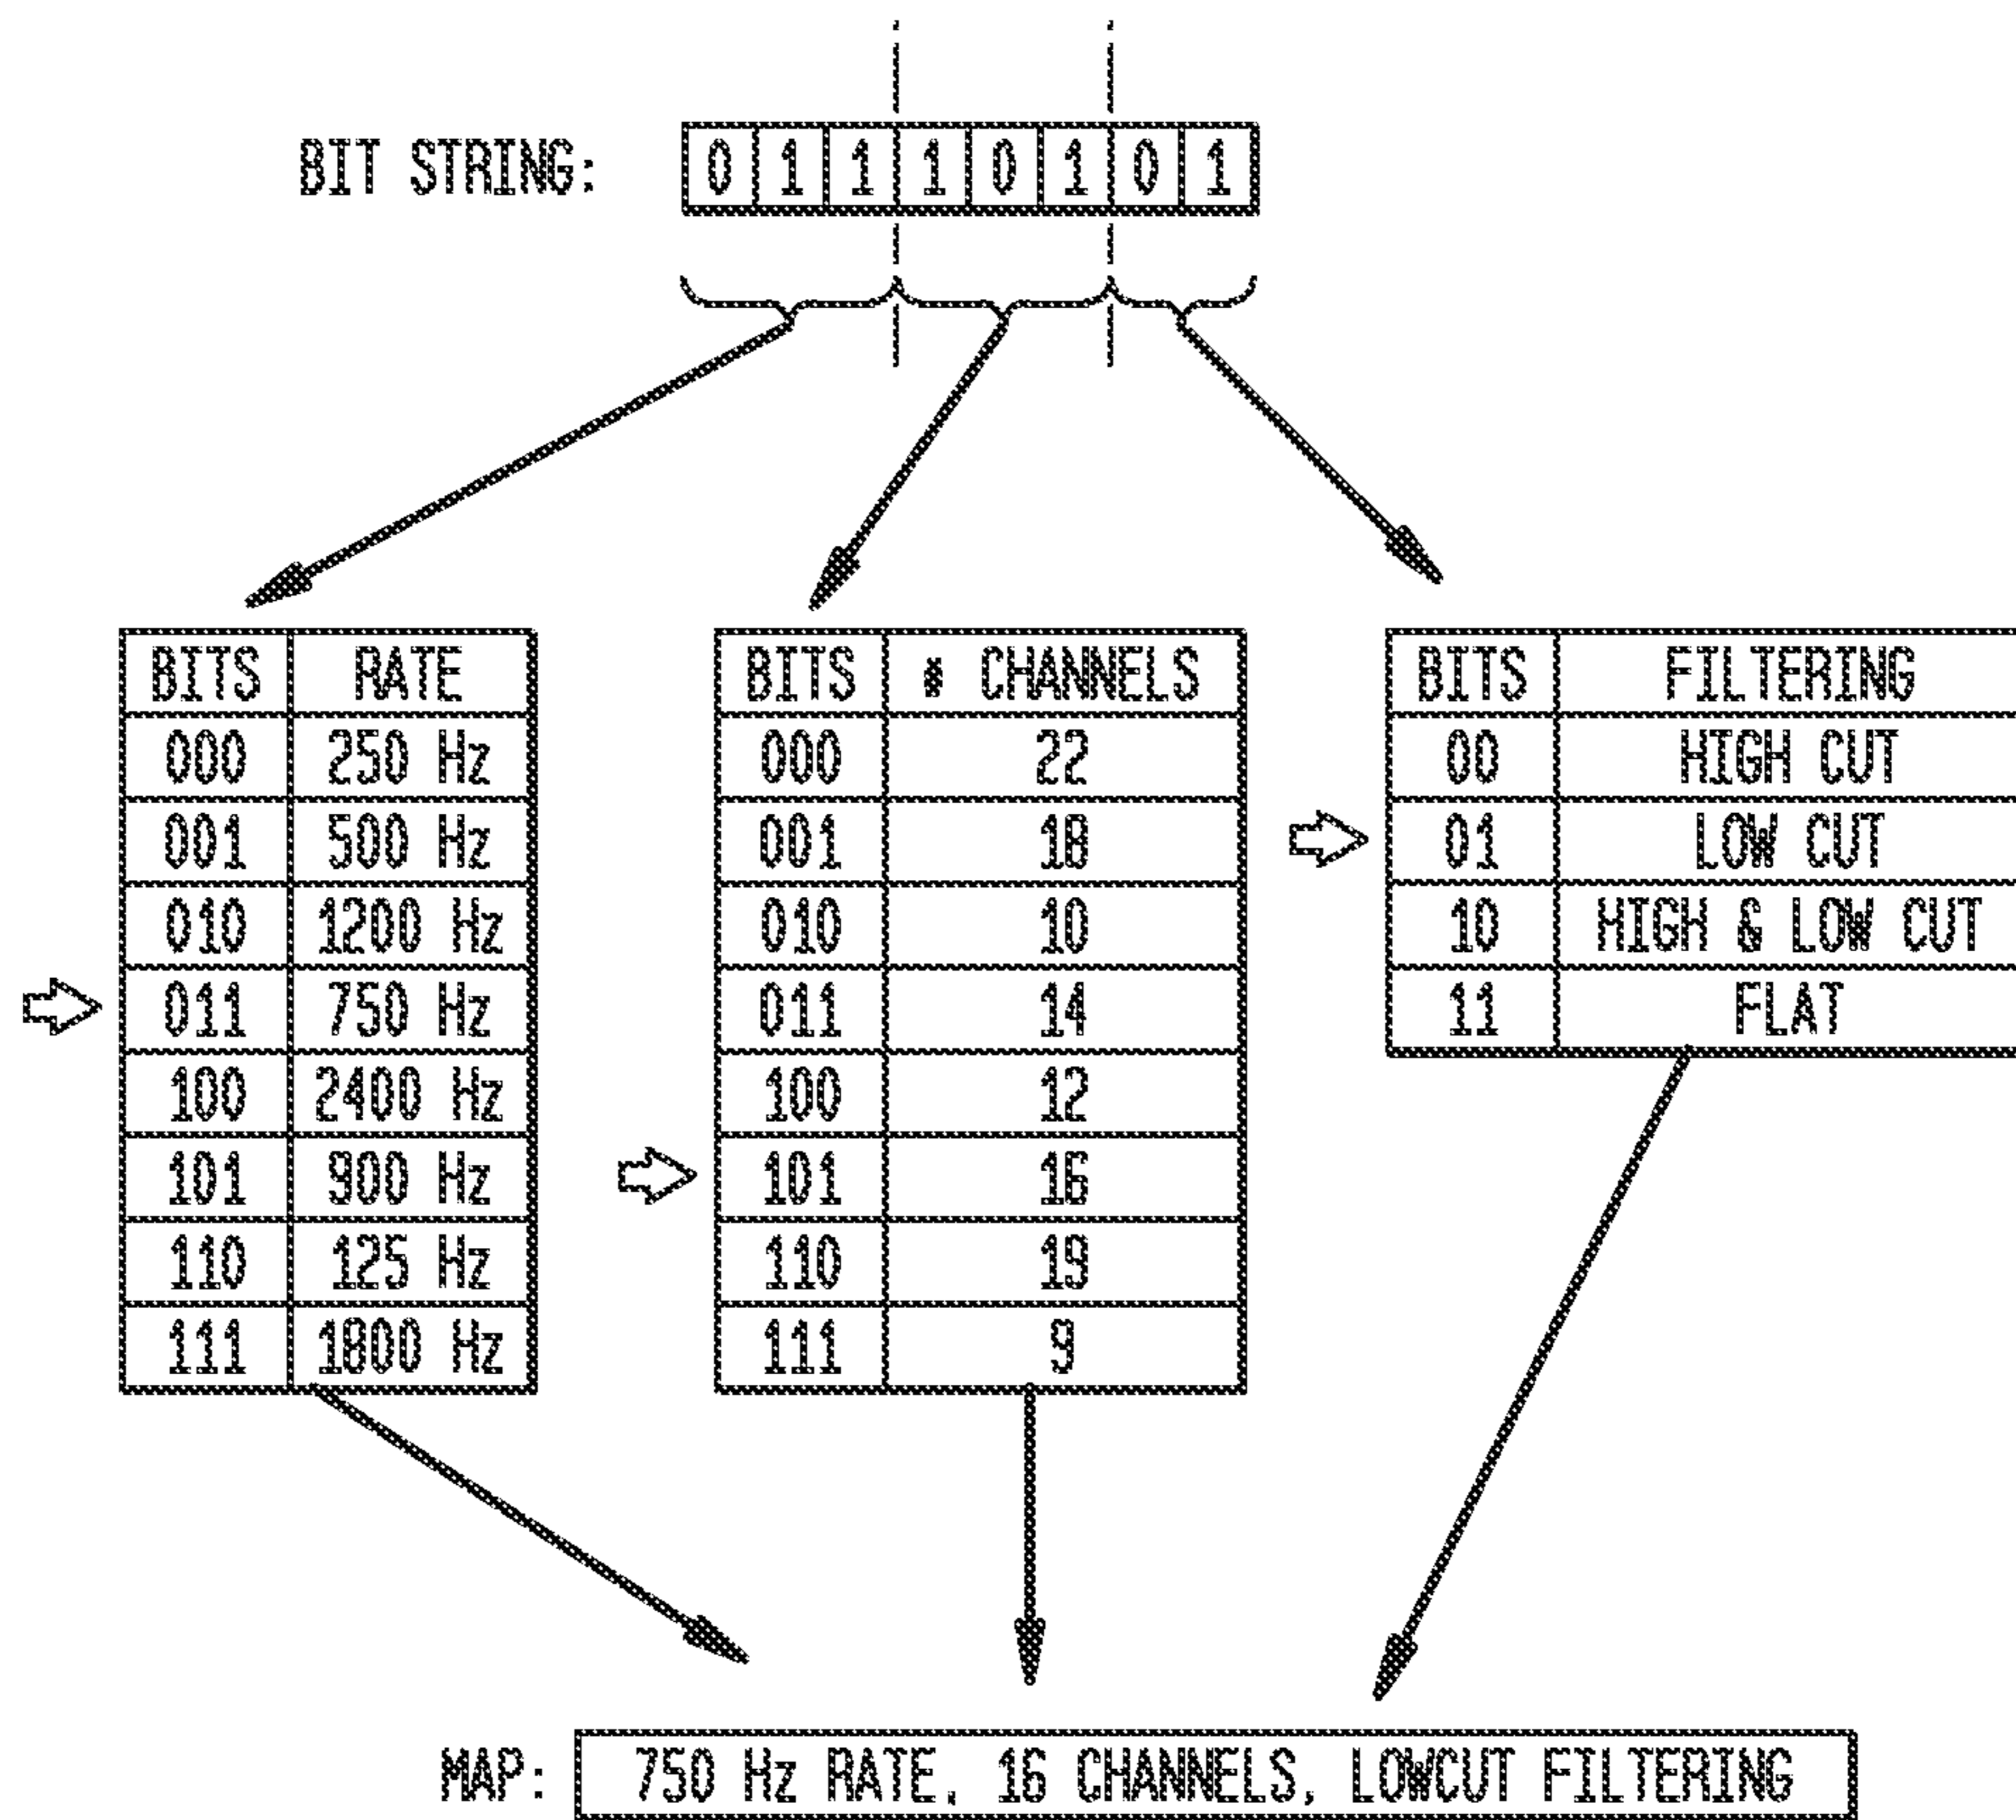 BIT STRING: 0 1 1 1 0 1 0 1
BITS RATE
000 250 Hz
001 500 Hz
010 1200 Hz
011 750 Hz
100 2400 Hz
101 900 Hz
110 125 Hz
111 1800 Hz
BITS # CHANNELS
000 22
001 18
010 10
011 14
100 12
101 16
110 19
111 9
BITS FILTERING
00 HIGH CUT
01 LOW CUT
10 HIGH & LOW CUT
11 FLAT
MAP: 750 Hz RATE, 16 CHANNELS, LOWCUT FILTERING